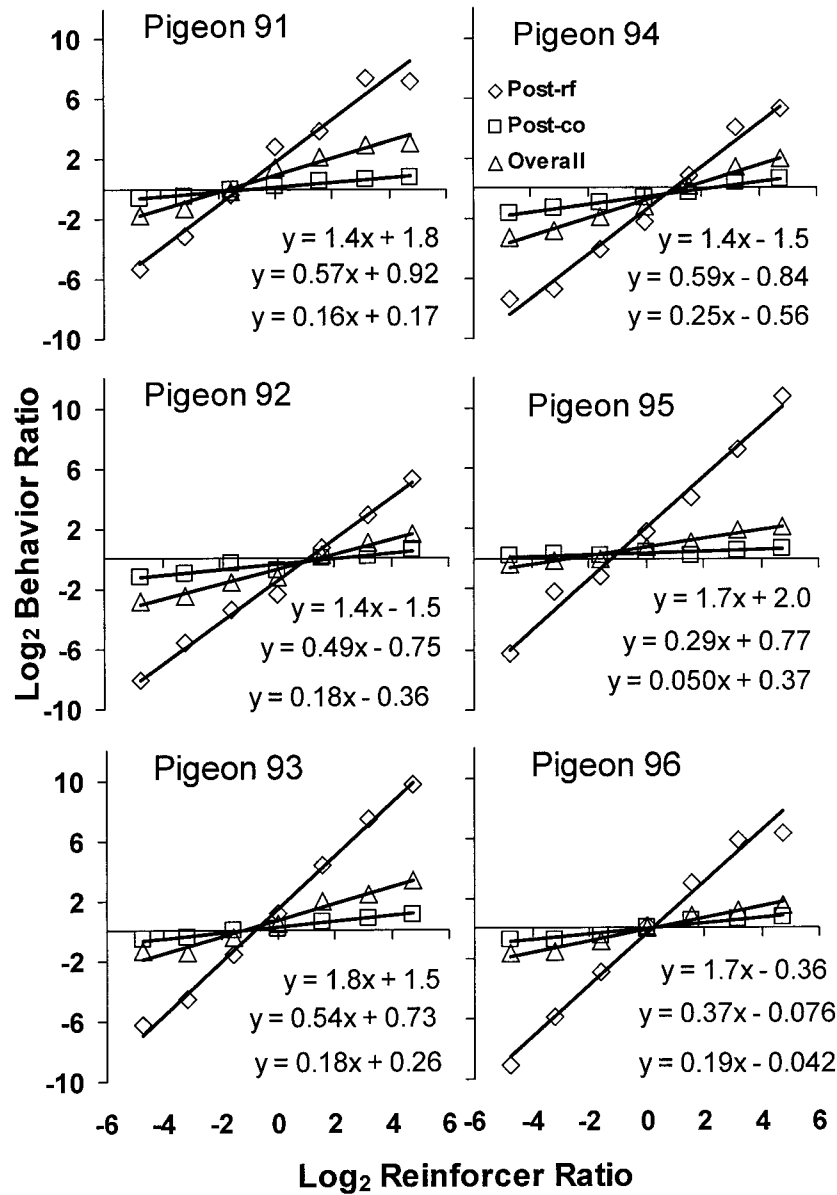 Pigeon 91
10
6
2
-2
-6
-10
y = 1.4x + 1.8
y = 0.57x + 0.92
y = 0.16x + 0.17
Pigeon 94
Post-rf
Post-co
Overall
y = 1.4x - 1.5
y = 0.59x - 0.84
y = 0.25x - 0.56
Log2 Behavior Ratio
Pigeon 92
10
6
2
-2
-6
-10
y = 1.4x - 1.5
y = 0.49x - 0.75
y = 0.18x - 0.36
Pigeon 95
y = 1.7x + 2.0
y = 0.29x + 0.77
y = 0.050x + 0.37
Pigeon 93
10
6
2
-2
-6
-10
y = 1.8x + 1.5
y = 0.54x + 0.73
y = 0.18x + 0.26
Pigeon 96
y = 1.7x - 0.36
y = 0.37x - 0.076
y = 0.19x - 0.042
-6 -4 -2 0 2 4 6
-6 -4 -2 0 2 4 6
Log2 Reinforcer Ratio